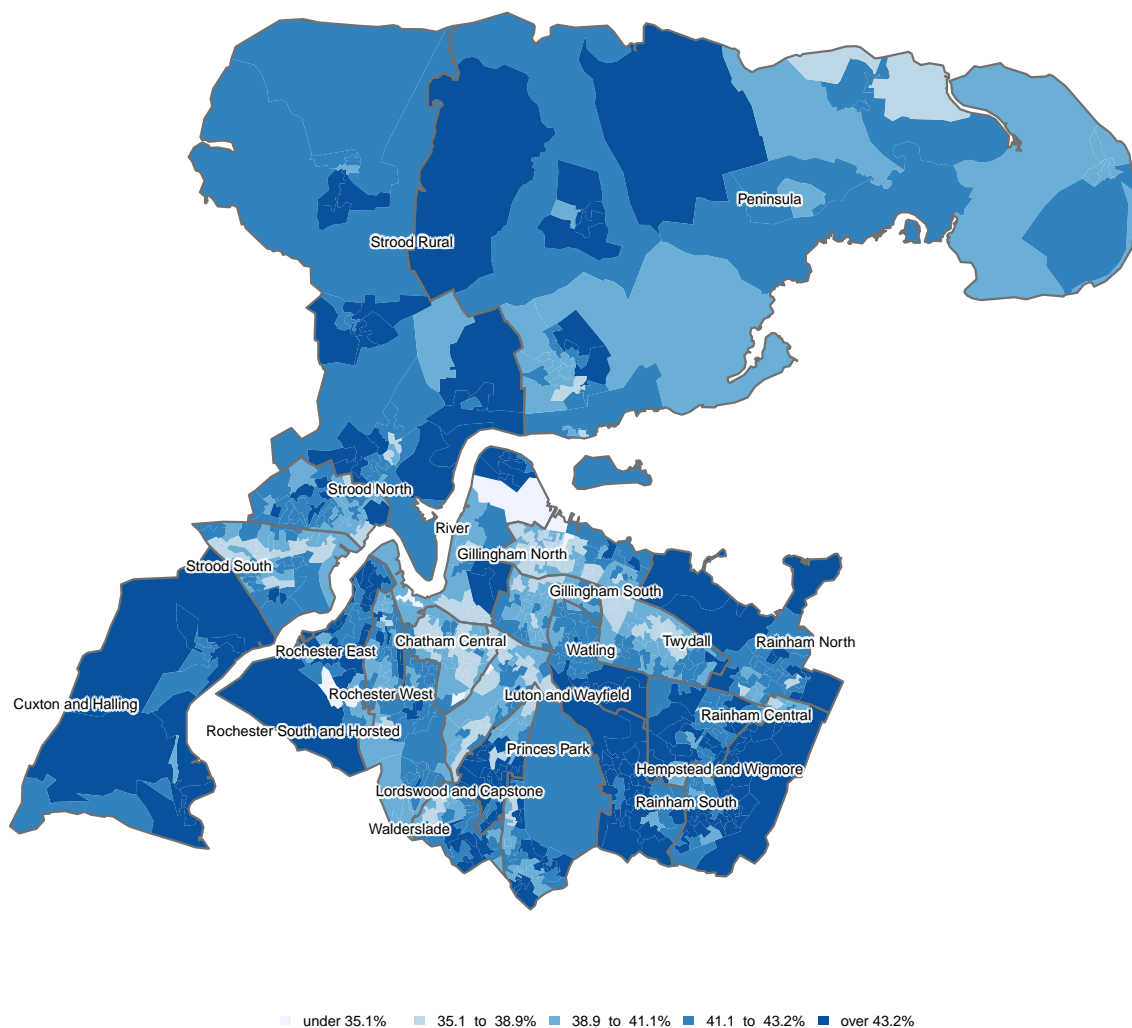 Peninsula
Strood Rural
Strood North
River
Gillingham North
Strood South
Gillingham South
Chatham Central
Twydall
Rainham North
Rochester East
Watling
Rochester West
Luton and Wayfield
Cuxton and Halling
Rainham Central
Rochester South and Horsted
Princes Park
Hempstead and Wigmore
Lordswood and Capstone
Rainham South
Walderslade
under 35.1%
35.1 to 38.9%
38.9 to 41.1%
41.1 to 43.2%
over 43.2%